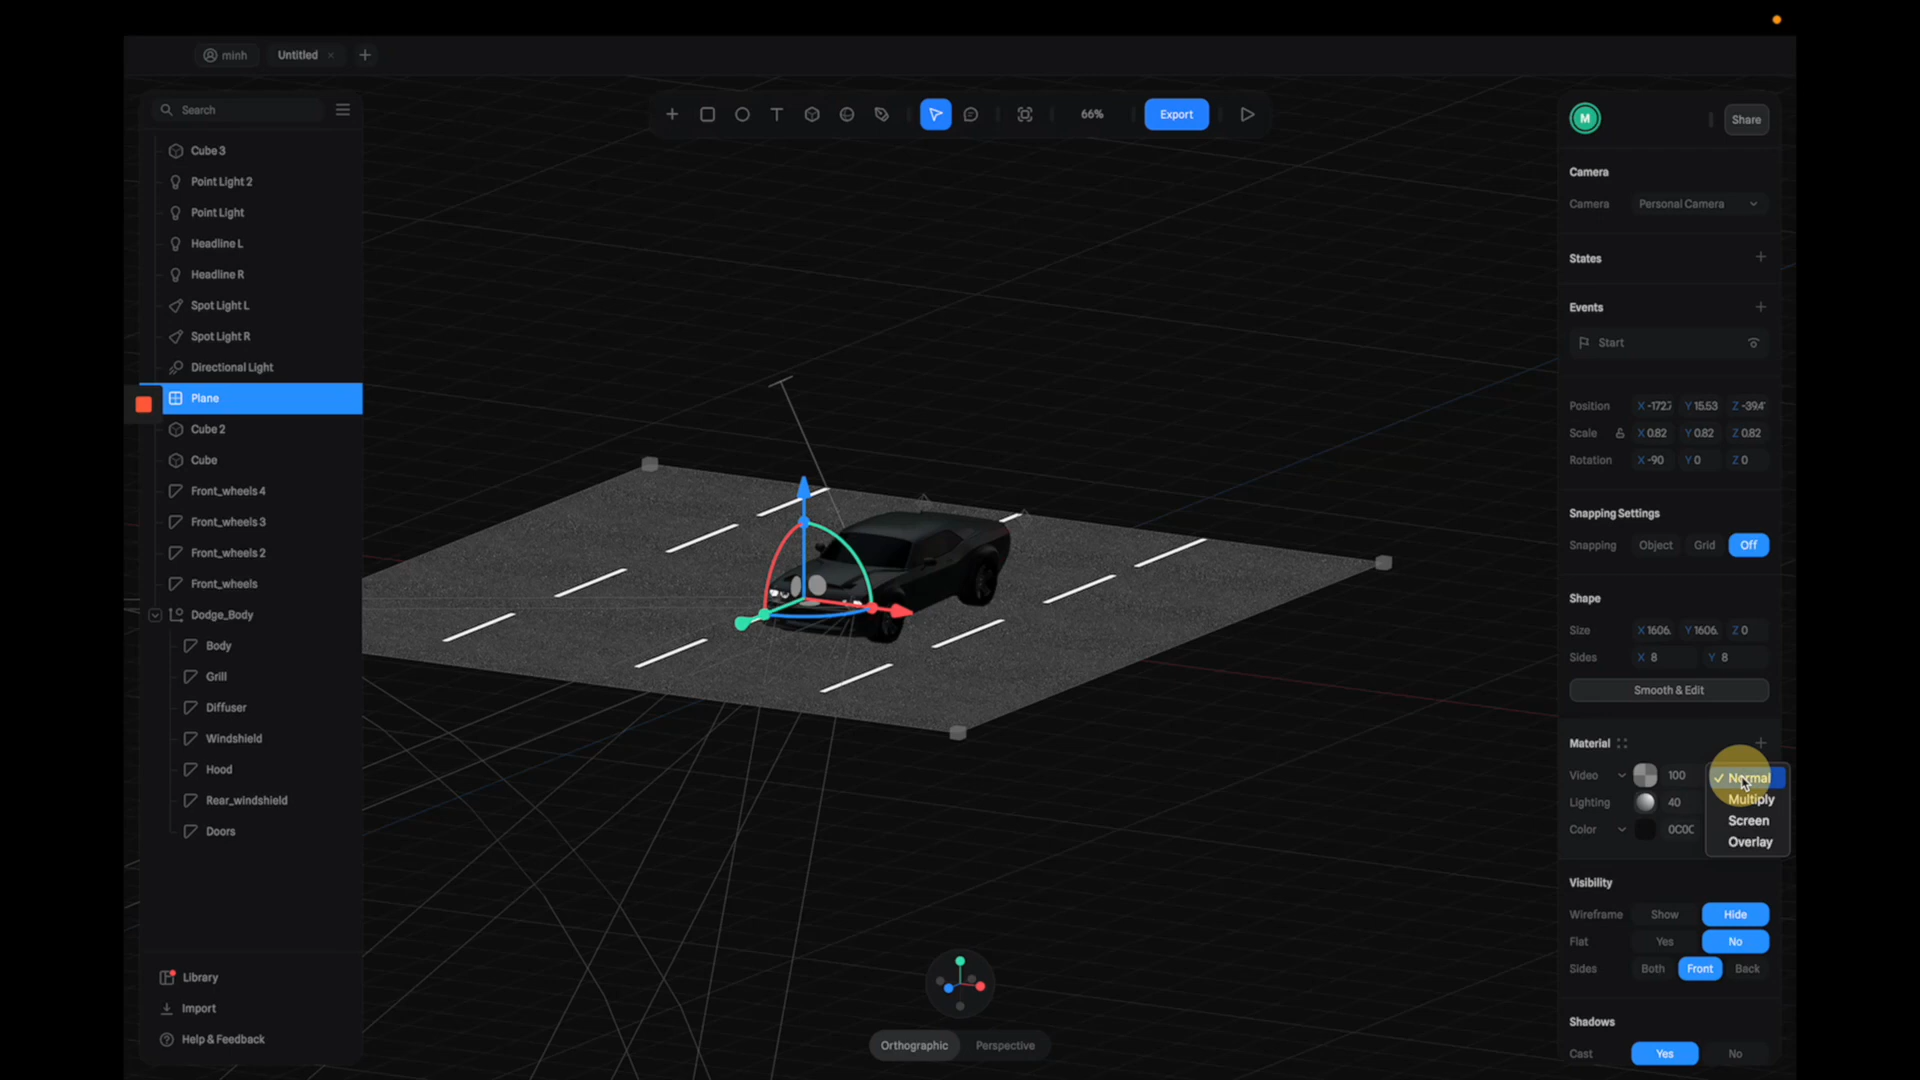 minh
Untitled
Search
Cube 3
Point Light 2
Point Light
Headline L
Headline R
Spot Light L
Spot Light R
Directional Light
Plane
Cube 2
Cube
Front_wheels 4
Front_wheels 3
Front_wheels 2
Front_wheels
Dodge_Body
Body
Grill
Diffuser
Windshield
Hood
Rear_windshield
Doors
Library
Import
Help & Feedback
66%
Export
Orthographic
Perspective
M
Share
Camera
Camera Personal Camera
States
Events
Start
Position X -172.7 Y 15.53 Z -39.4
Scale X 0.82 Y 0.82 Z 0.82
Rotation X -90 Y 0 Z 0
Snapping Settings
Snapping Object Grid Off
Shape
Size X 1606. Y 1606. Z 0
Sides X 8 Y 8
Smooth & Edit
Material
Video 100
Lighting 40
Color 0C0C
Normal
Multiply
Screen
Overlay
Visibility
Wireframe Show Hide
Flat Yes No
Sides Both Front Back
Shadows
Cast Yes No